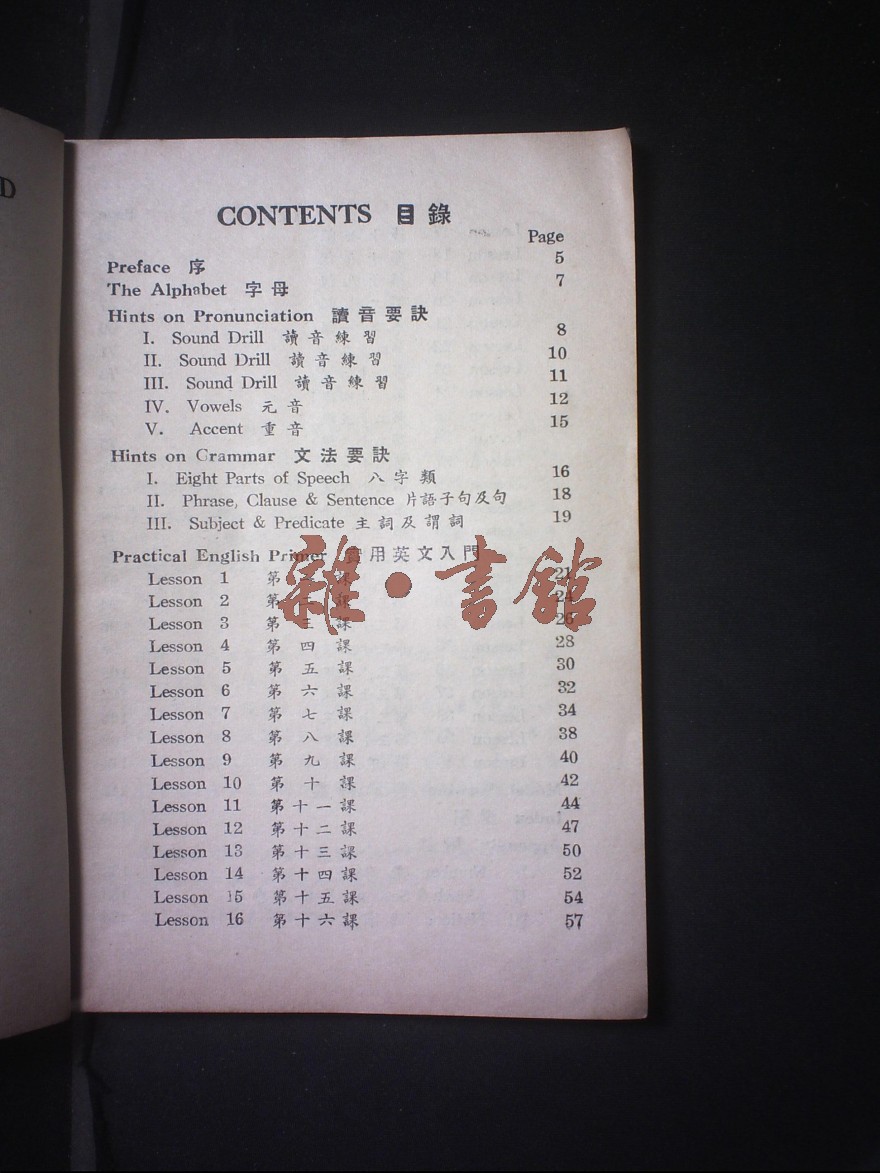 D
CONTENTS 目錄
Page
Preface 序 5
The Alphabet 字母 7
Hints on Pronunciation 讀音要訣
I. Sound Drill 讀音練習 8
II. Sound Drill 讀音練習 10
III. Sound Drill 讀音練習 11
IV. Vowels 元音 12
V. Accent 重音 15
Hints on Grammar 文法要訣
I. Eight Parts of Speech 八字類 16
II. Phrase, Clause & Sentence 片語子句及句 18
III. Subject & Predicate 主詞及謂詞 19
Practical English Primer 實用英文入門
Lesson 1 第一課 21
Lesson 2 第二課 24
Lesson 3 第三課 26
Lesson 4 第四課 28
Lesson 5 第五課 30
Lesson 6 第六課 32
Lesson 7 第七課 34
Lesson 8 第八課 38
Lesson 9 第九課 40
Lesson 10 第十課 42
Lesson 11 第十一課 44
Lesson 12 第十二課 47
Lesson 13 第十三課 50
Lesson 14 第十四課 52
Lesson 15 第十五課 54
Lesson 16 第十六課 57
雜·書館